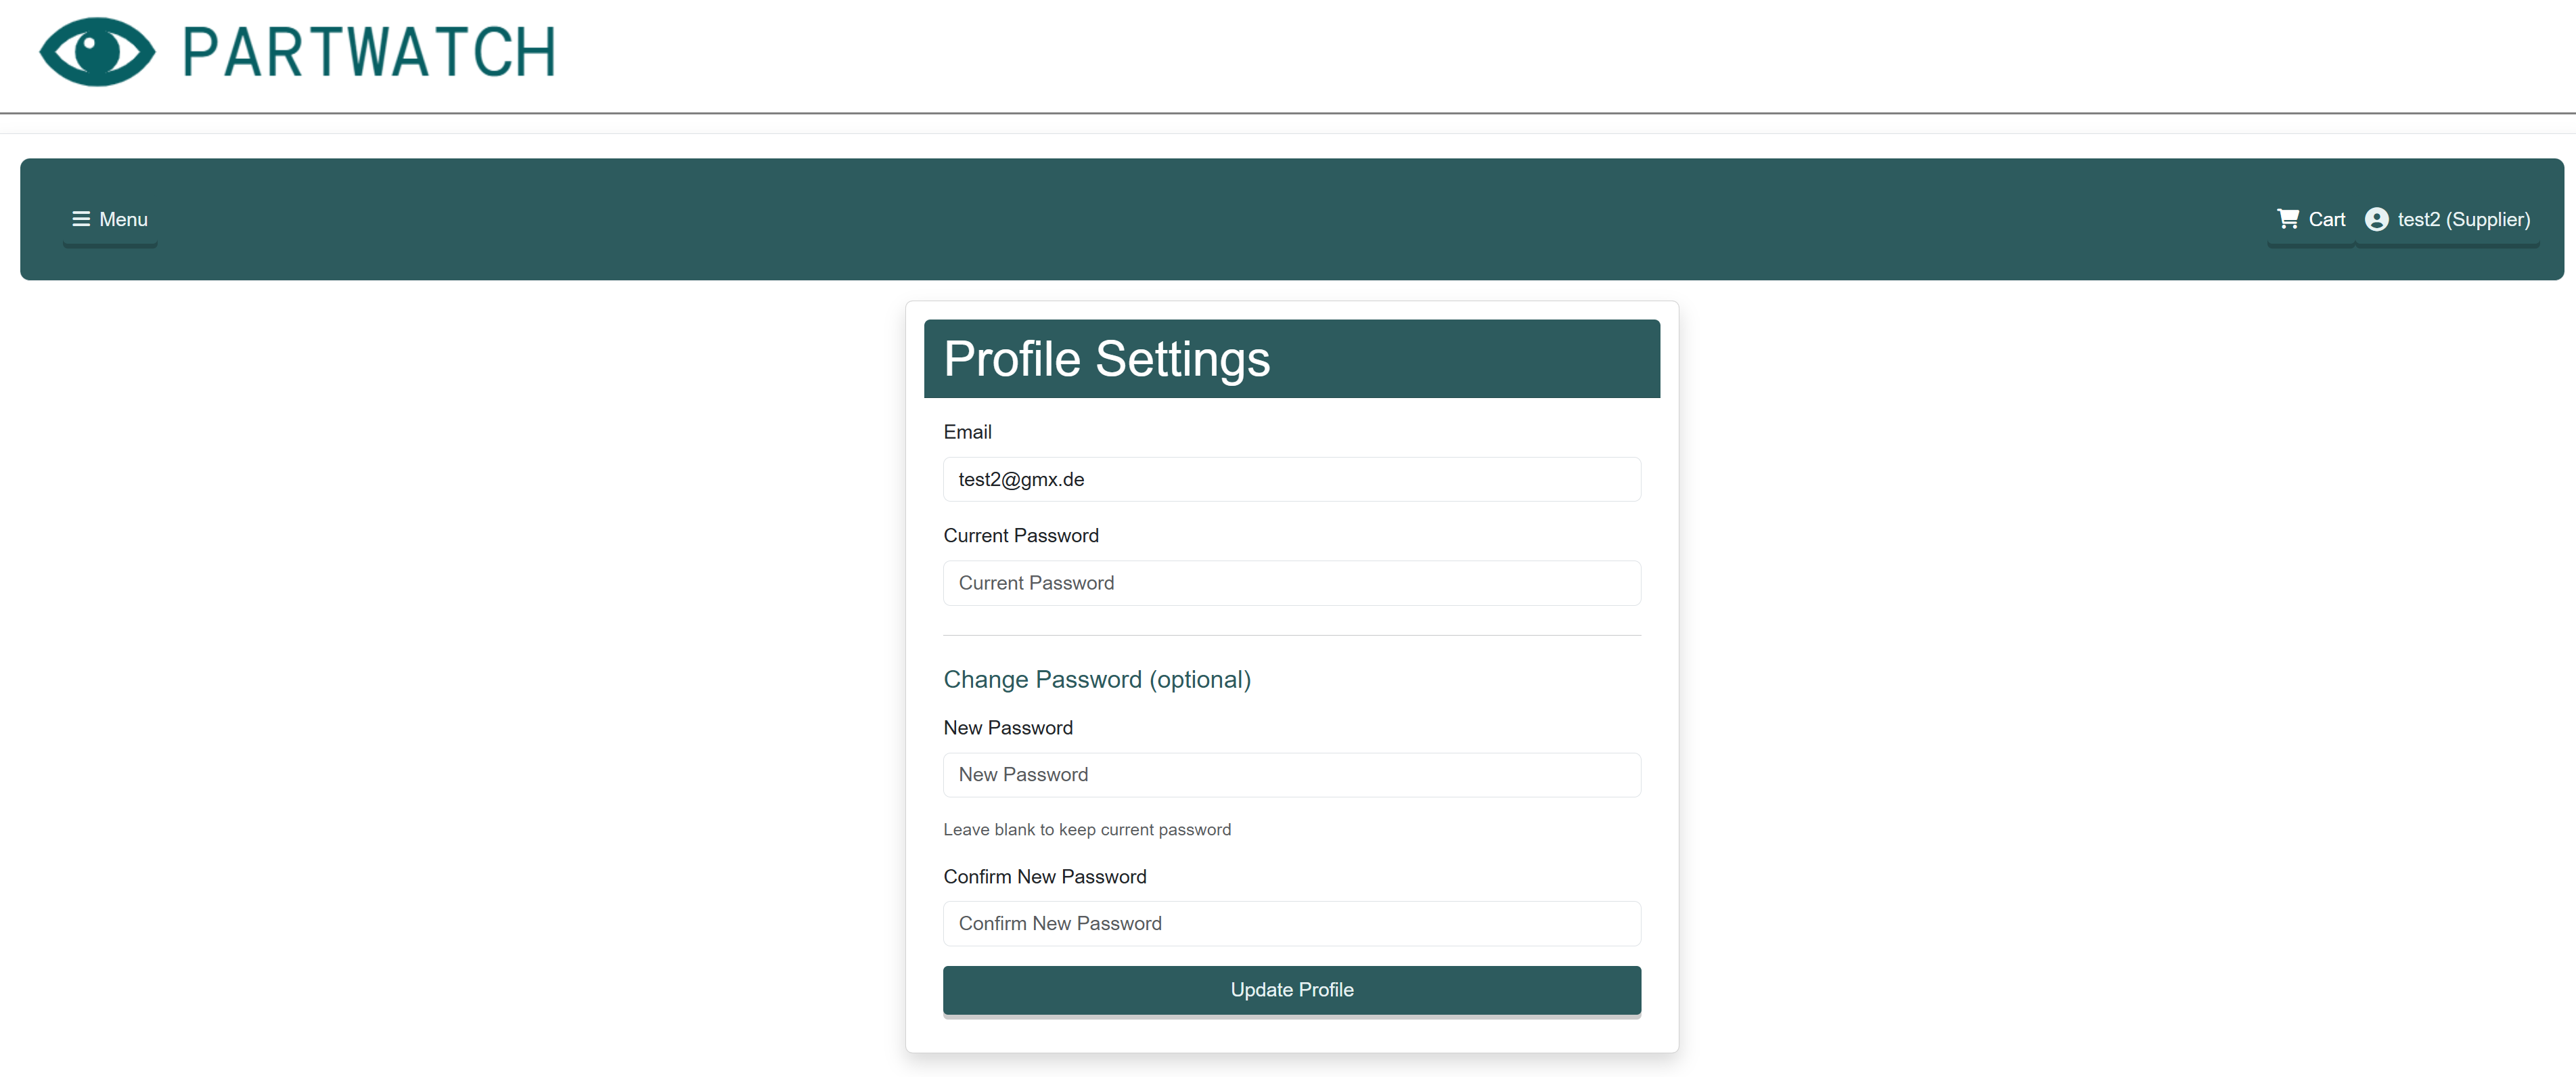 PARTWATCH
Menu
Cart
test2 (Supplier)
Profile Settings
Email
test2@gmx.de
Current Password
Current Password
Change Password (optional)
New Password
New Password
Leave blank to keep current password
Confirm New Password
Confirm New Password
Update Profile